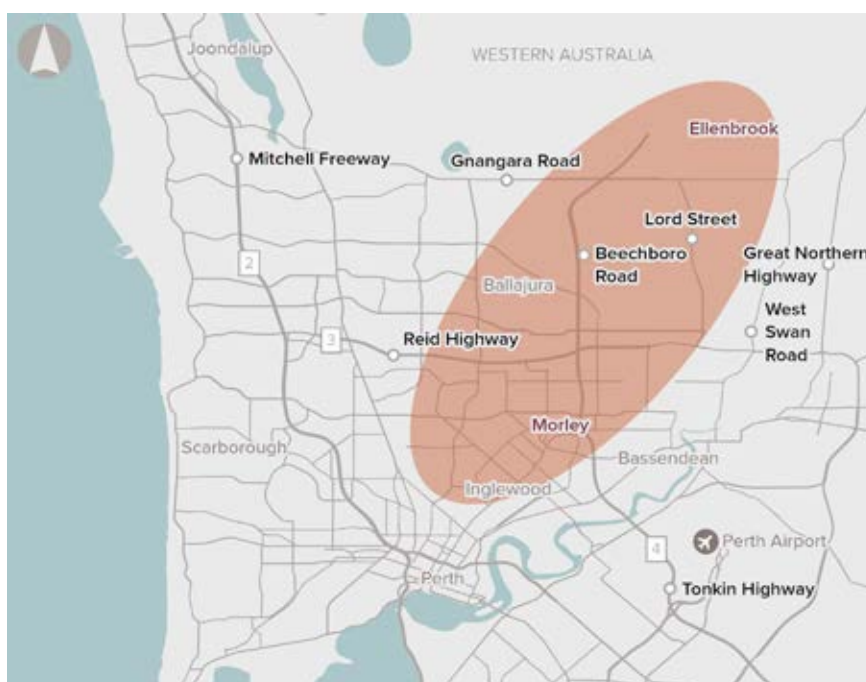 Joondalup
WESTERN AUSTRALIA
Ellenbrook
Mitchell Freeway
Gnangara Road
Lord Street
Beechboro
Road
Great Northern
Highway
2
Ballajura
West
Swan
Road
3
Reid Highway
Morley
Scarborough
Bassendean
Inglewood
Perth Airport
4
Perth
Tonkin Highway